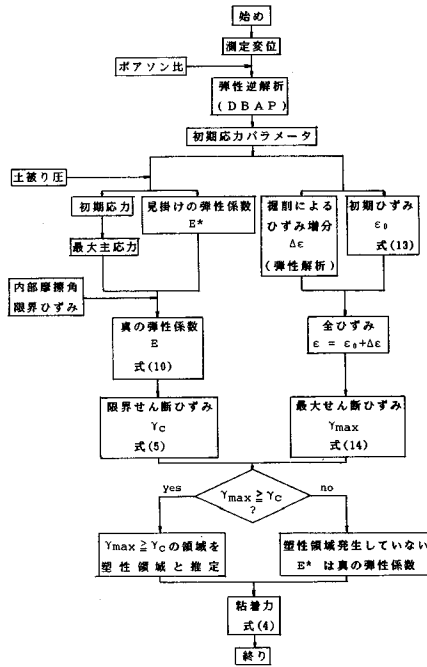 始め
測定変位
ポアソン比
弾性逆解析
(DBAP)
初期応力パラメータ
土被り圧
初期応力
最大主応力
見掛けの弾性係数
E*
掘削による
ひずみ増分
Δε
(弾性解析)
初期ひずみ
ε₀
式(13)
内部摩擦角
限界ひずみ
真の弾性係数
E
式(10)
全ひずみ
ε = ε₀+Δε
限界せん断ひずみ
γc
式(5)
最大せん断ひずみ
γmax
式(14)
yes
γmax ≧ γc
?
no
γmax ≧ γcの領域を
塑性領域と推定
塑性領域発生していない
E* は真の弾性係数
粘着力
式(4)
終り